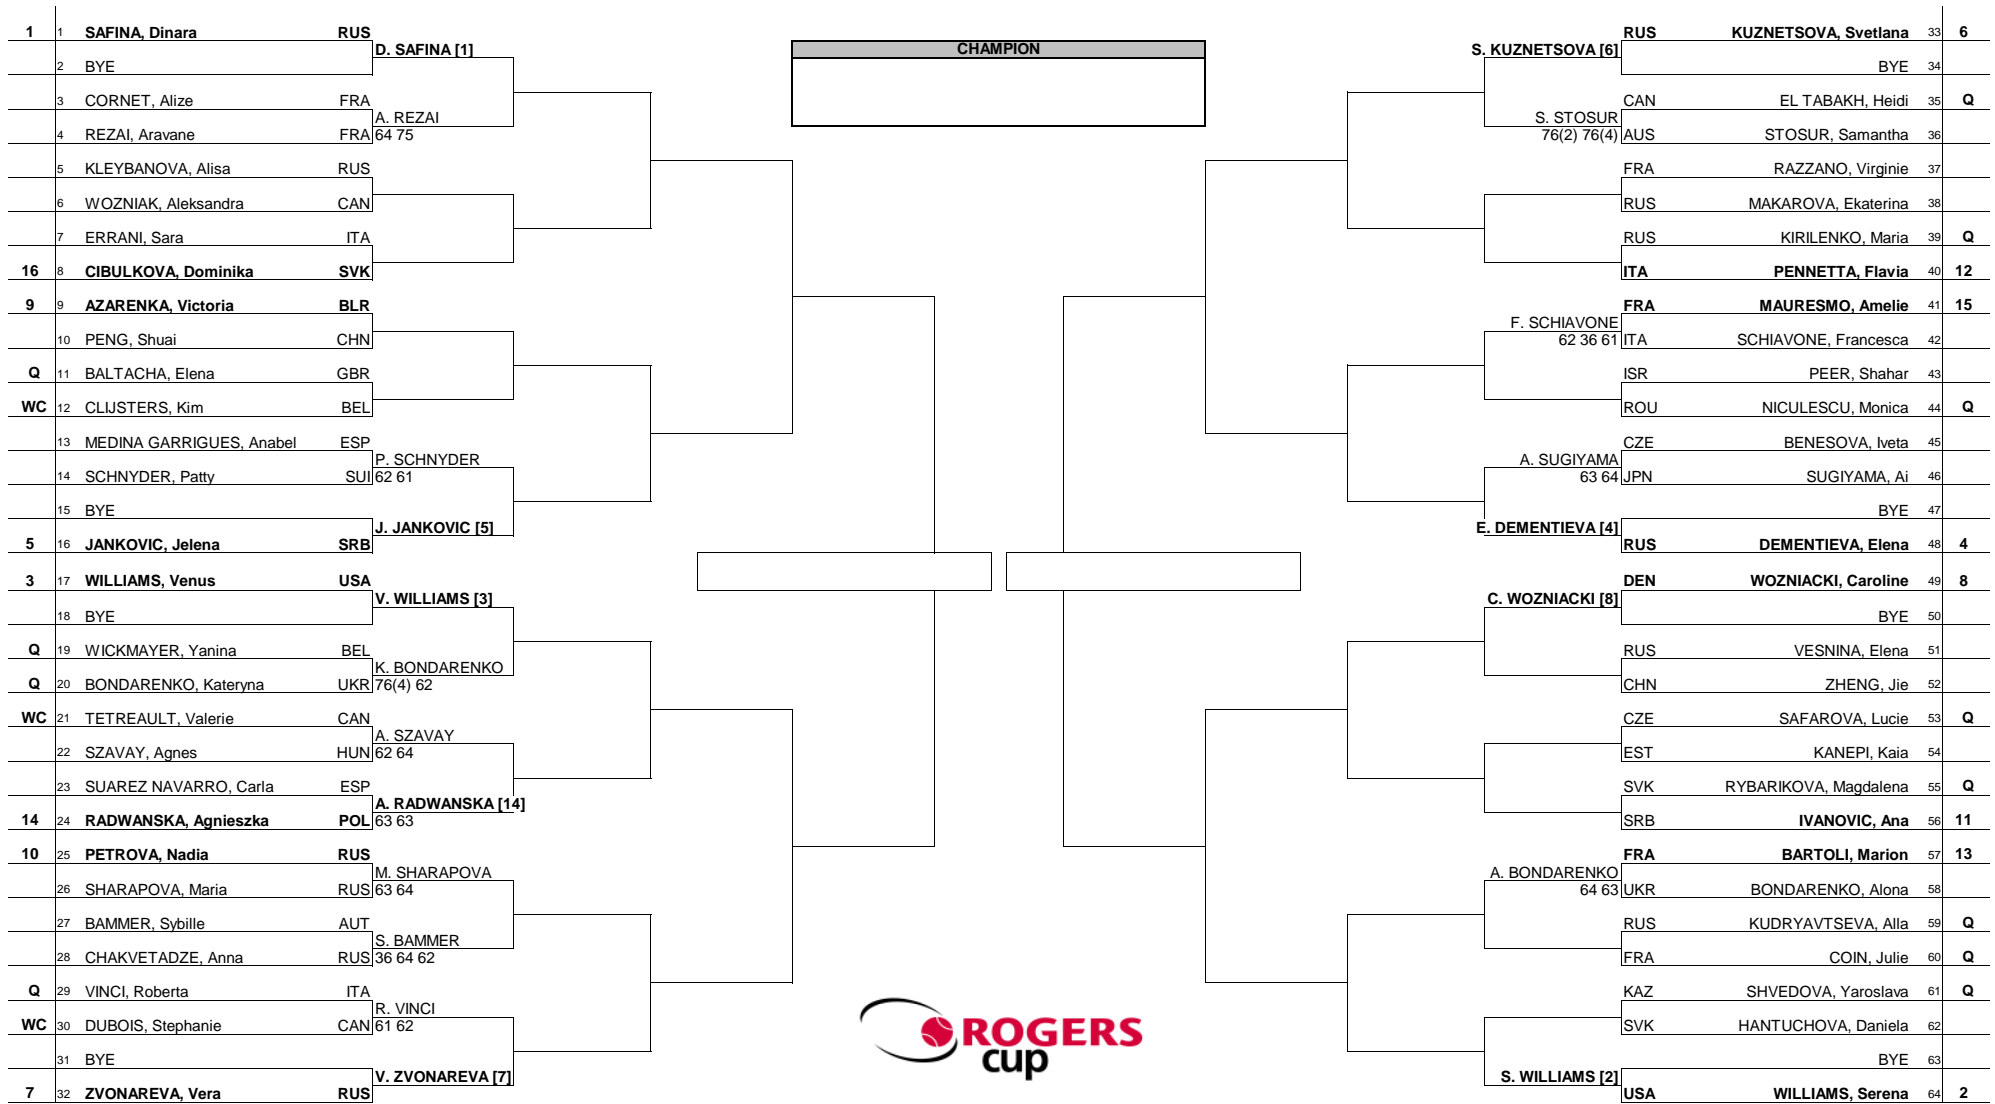 1 1 SAFINA, Dinara RUS
D. SAFINA [1]
2 BYE
3 CORNET, Alize FRA
A. REZAI
4 REZAI, Aravane FRA 64 75
5 KLEYBANOVA, Alisa RUS
6 WOZNIAK, Aleksandra CAN
7 ERRANI, Sara ITA
16 8 CIBULKOVA, Dominika SVK
9 9 AZARENKA, Victoria BLR
10 PENG, Shuai CHN
Q 11 BALTACHA, Elena GBR
WC 12 CLIJSTERS, Kim BEL
13 MEDINA GARRIGUES, Anabel ESP
P. SCHNYDER
14 SCHNYDER, Patty SUI 62 61
15 BYE
J. JANKOVIC [5]
5 16 JANKOVIC, Jelena SRB
3 17 WILLIAMS, Venus USA
V. WILLIAMS [3]
18 BYE
Q 19 WICKMAYER, Yanina BEL
K. BONDARENKO
Q 20 BONDARENKO, Kateryna UKR 76(4) 62
WC 21 TETREAULT, Valerie CAN
A. SZAVAY
22 SZAVAY, Agnes HUN 62 64
23 SUAREZ NAVARRO, Carla ESP
A. RADWANSKA [14]
14 24 RADWANSKA, Agnieszka POL 63 63
10 25 PETROVA, Nadia RUS
M. SHARAPOVA
26 SHARAPOVA, Maria RUS 63 64
27 BAMMER, Sybille AUT
S. BAMMER
28 CHAKVETADZE, Anna RUS 36 64 62
Q 29 VINCI, Roberta ITA
R. VINCI
WC 30 DUBOIS, Stephanie CAN 61 62
31 BYE
V. ZVONAREVA [7]
7 32 ZVONAREVA, Vera RUS
CHAMPION
ROGERS
cup
RUS KUZNETSOVA, Svetlana 33 6
S. KUZNETSOVA [6]
BYE 34
CAN EL TABAKH, Heidi 35 Q
S. STOSUR
76(2) 76(4) AUS STOSUR, Samantha 36
FRA RAZZANO, Virginie 37
RUS MAKAROVA, Ekaterina 38
RUS KIRILENKO, Maria 39 Q
ITA PENNETTA, Flavia 40 12
FRA MAURESMO, Amelie 41 15
F. SCHIAVONE
62 36 61 ITA SCHIAVONE, Francesca 42
ISR PEER, Shahar 43
ROU NICULESCU, Monica 44 Q
CZE BENESOVA, Iveta 45
A. SUGIYAMA
63 64 JPN SUGIYAMA, Ai 46
BYE 47
E. DEMENTIEVA [4]
RUS DEMENTIEVA, Elena 48 4
DEN WOZNIACKI, Caroline 49 8
C. WOZNIACKI [8]
BYE 50
RUS VESNINA, Elena 51
CHN ZHENG, Jie 52
CZE SAFAROVA, Lucie 53 Q
EST KANEPI, Kaia 54
SVK RYBARIKOVA, Magdalena 55 Q
SRB IVANOVIC, Ana 56 11
FRA BARTOLI, Marion 57 13
A. BONDARENKO
64 63 UKR BONDARENKO, Alona 58
RUS KUDRYAVTSEVA, Alla 59 Q
FRA COIN, Julie 60 Q
KAZ SHVEDOVA, Yaroslava 61 Q
SVK HANTUCHOVA, Daniela 62
BYE 63
S. WILLIAMS [2]
USA WILLIAMS, Serena 64 2